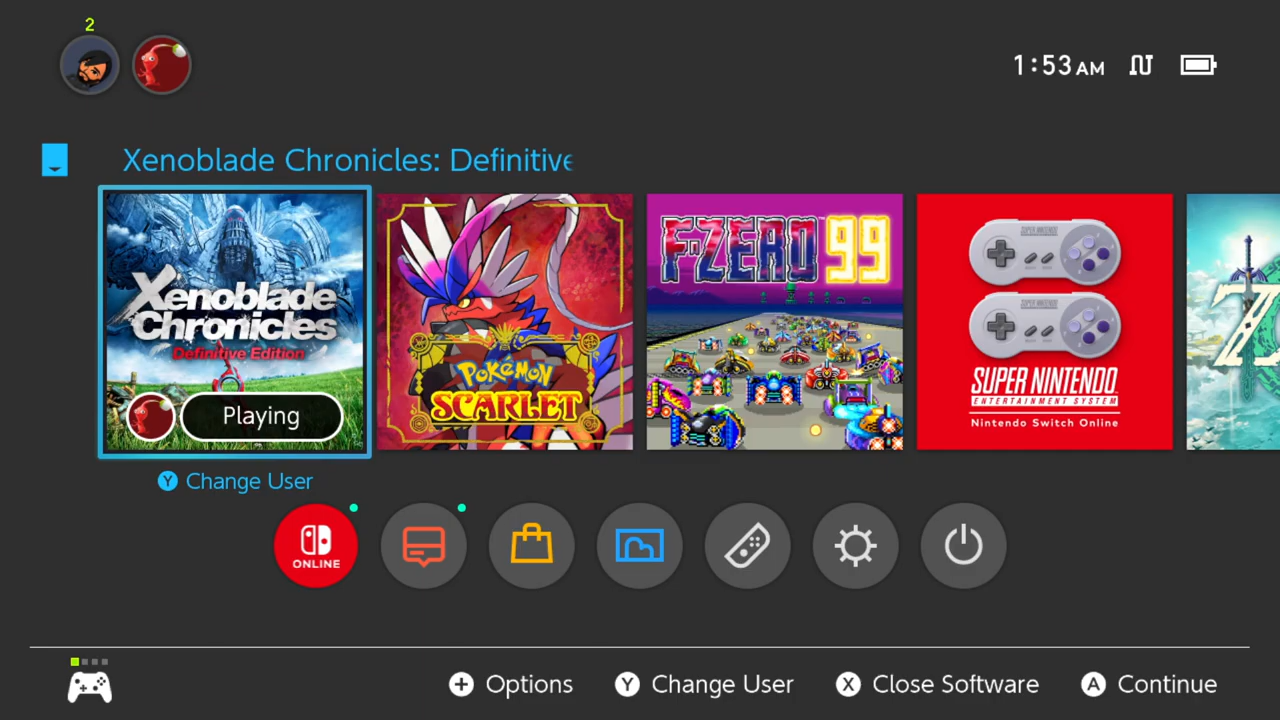 2
1:53 AM
Xenoblade Chronicles: Definitive
Xenoblade
Chronicles
Definitive Edition
Playing
POKÉMON
SCARLET
F-ZERO 99
SUPER NINTENDO
ENTERTAINMENT SYSTEM
Nintendo Switch Online
Z
Y Change User
ONLINE
+ Options
Y Change User
X Close Software
A Continue